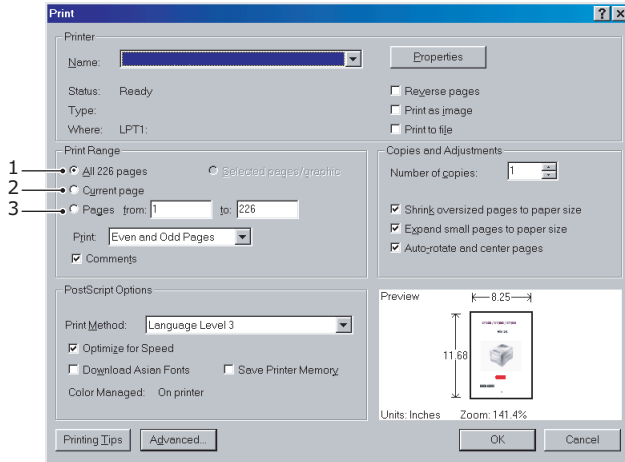 Print
Printer
Name:
Properties
Status: Ready
Type:
Where: LPT1:
Reverse pages
Print as image
Print to file
Print Range
1 All 226 pages
Selected pages/graphic
2 Current page
3 Pages from: 1 to: 226
Print: Even and Odd Pages
Comments
Copies and Adjustments
Number of copies: 1
Shrink oversized pages to paper size
Expand small pages to paper size
Auto-rotate and center pages
PostScript Options
Print Method: Language Level 3
Optimize for Speed
Download Asian Fonts
Save Printer Memory
Color Managed: On printer
Preview
8.25
11.68
Units: Inches Zoom: 141.4%
Printing Tips
Advanced...
OK
Cancel